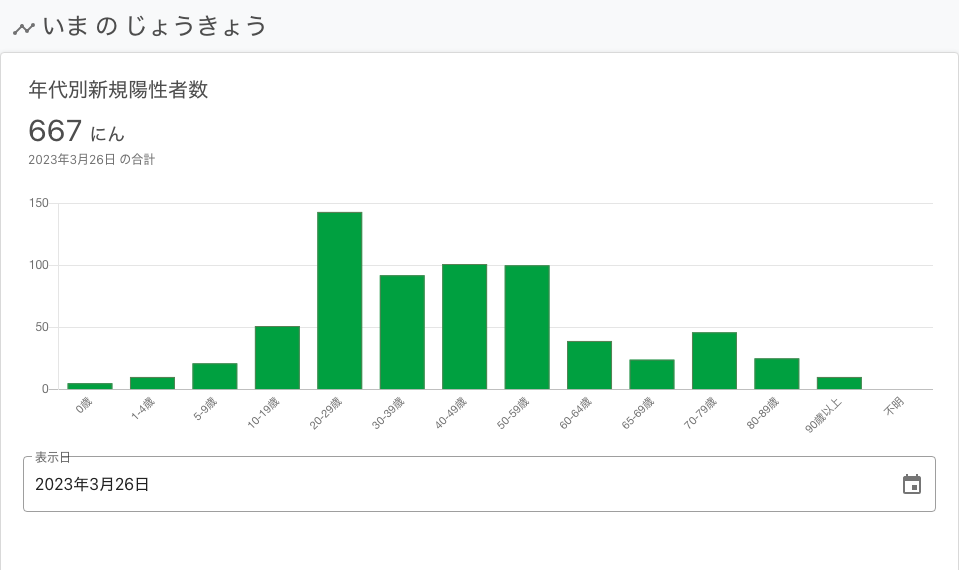 いま の じょうきょう
年代別新規陽性者数
667 にん
2023年3月26日 の合計
150
100
50
0
0歳
1-4歳
5-9歳
10-19歳
20-29歳
30-39歳
40-49歳
50-59歳
60-64歳
65-69歳
70-79歳
80-89歳
90歳以上
不明
表示日
2023年3月26日